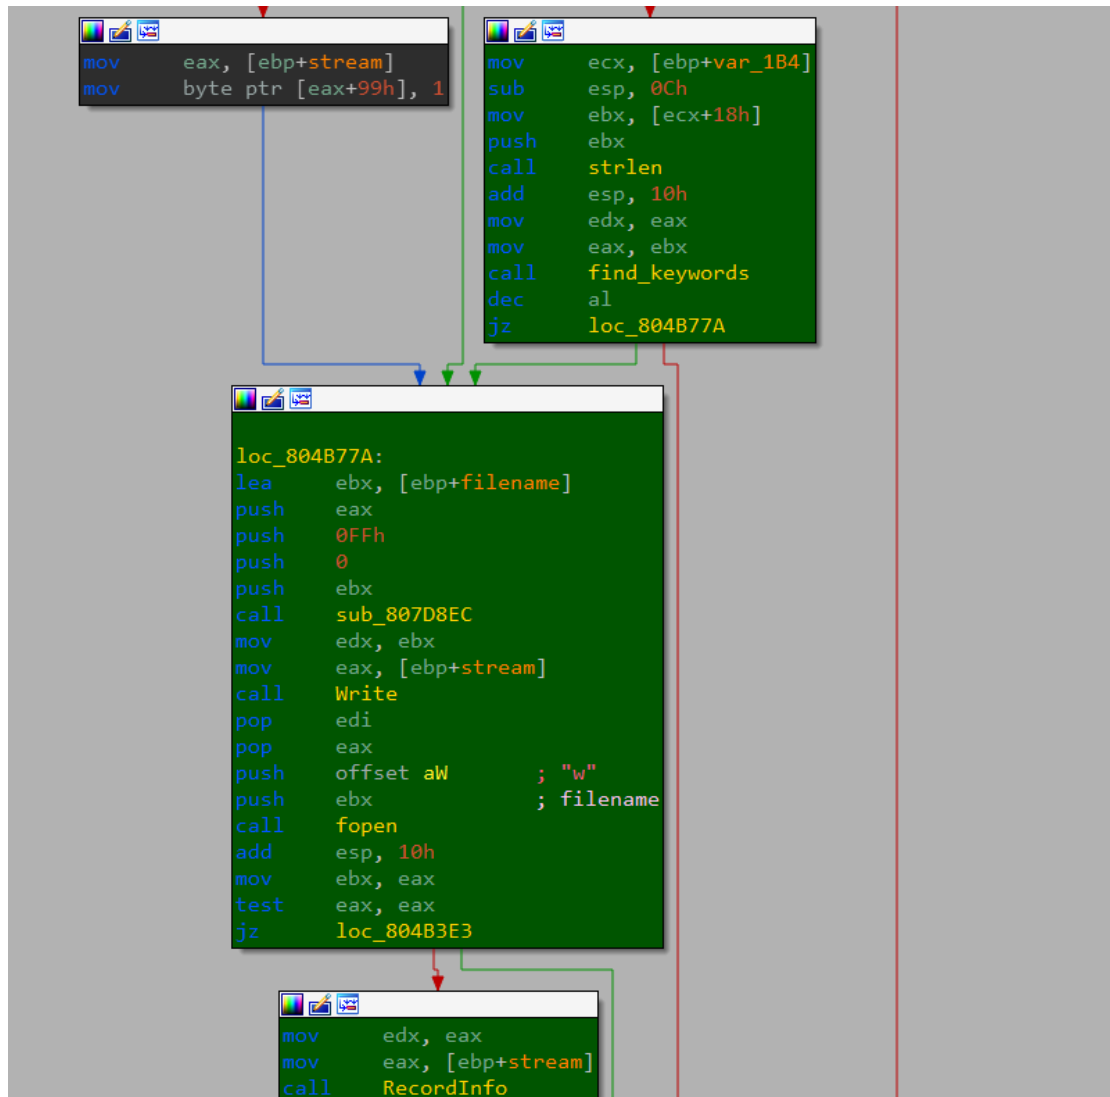 mov eax, [ebp+stream]
mov byte ptr [eax+99h], 1
mov ecx, [ebp+var_1B4]
sub esp, 0Ch
mov ebx, [ecx+18h]
push ebx
call strlen
add esp, 10h
mov edx, eax
mov eax, ebx
call find_keywords
dec al
jz loc_804B77A
loc_804B77A:
lea ebx, [ebp+filename]
push eax
push 0FFh
push 0
push ebx
call sub_807D8EC
mov edx, ebx
mov eax, [ebp+stream]
call Write
pop edi
pop eax
push offset aW ; "w"
push ebx ; filename
call fopen
add esp, 10h
mov ebx, eax
test eax, eax
jz loc_804B3E3
mov edx, eax
mov eax, [ebp+stream]
call RecordInfo